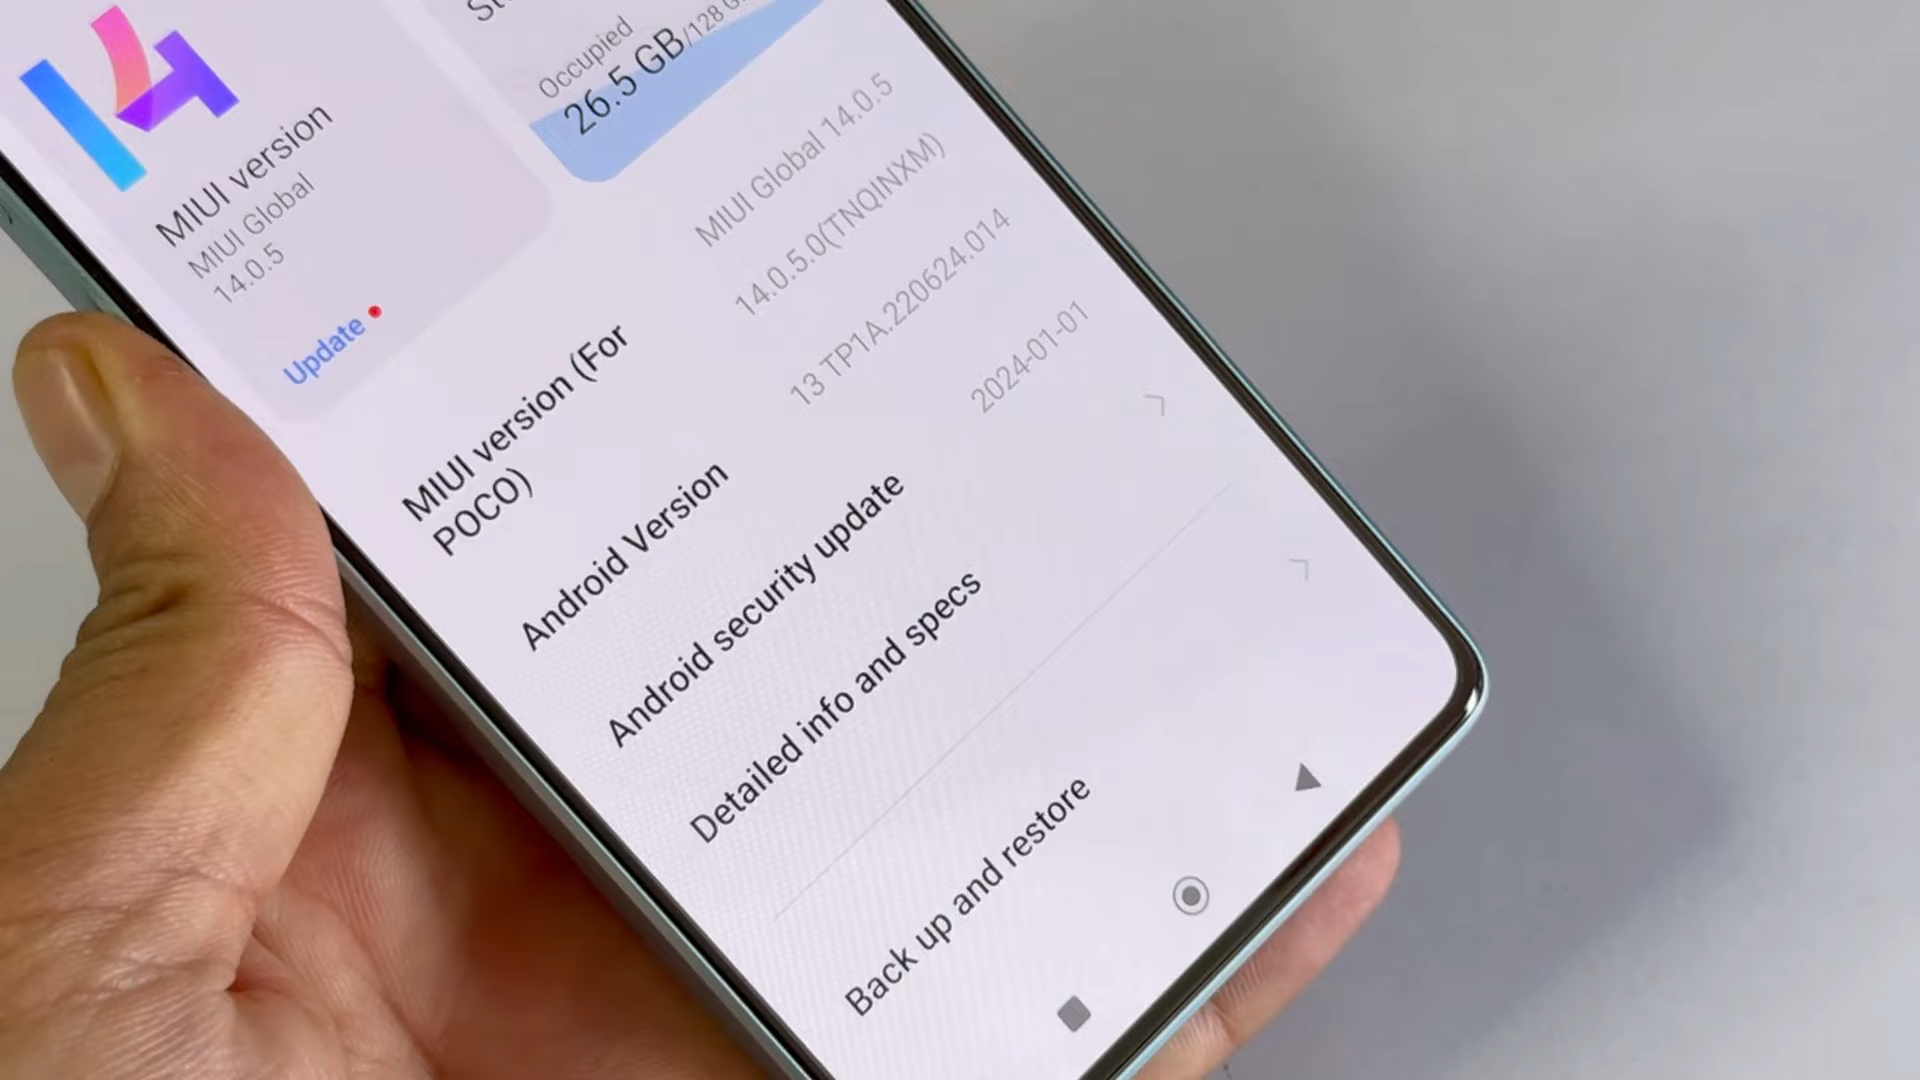 MIUI version
MIUI Global
14.0.5
Update
Occupied
26.5 GB/128
MIUI version (For
POCO)
MIUI Global 14.0.5
14.0.5.0(TNQINXM)
Android Version
13 TP1A.220624.014
Android security update
2024-01-01
Detailed info and specs
Back up and restore